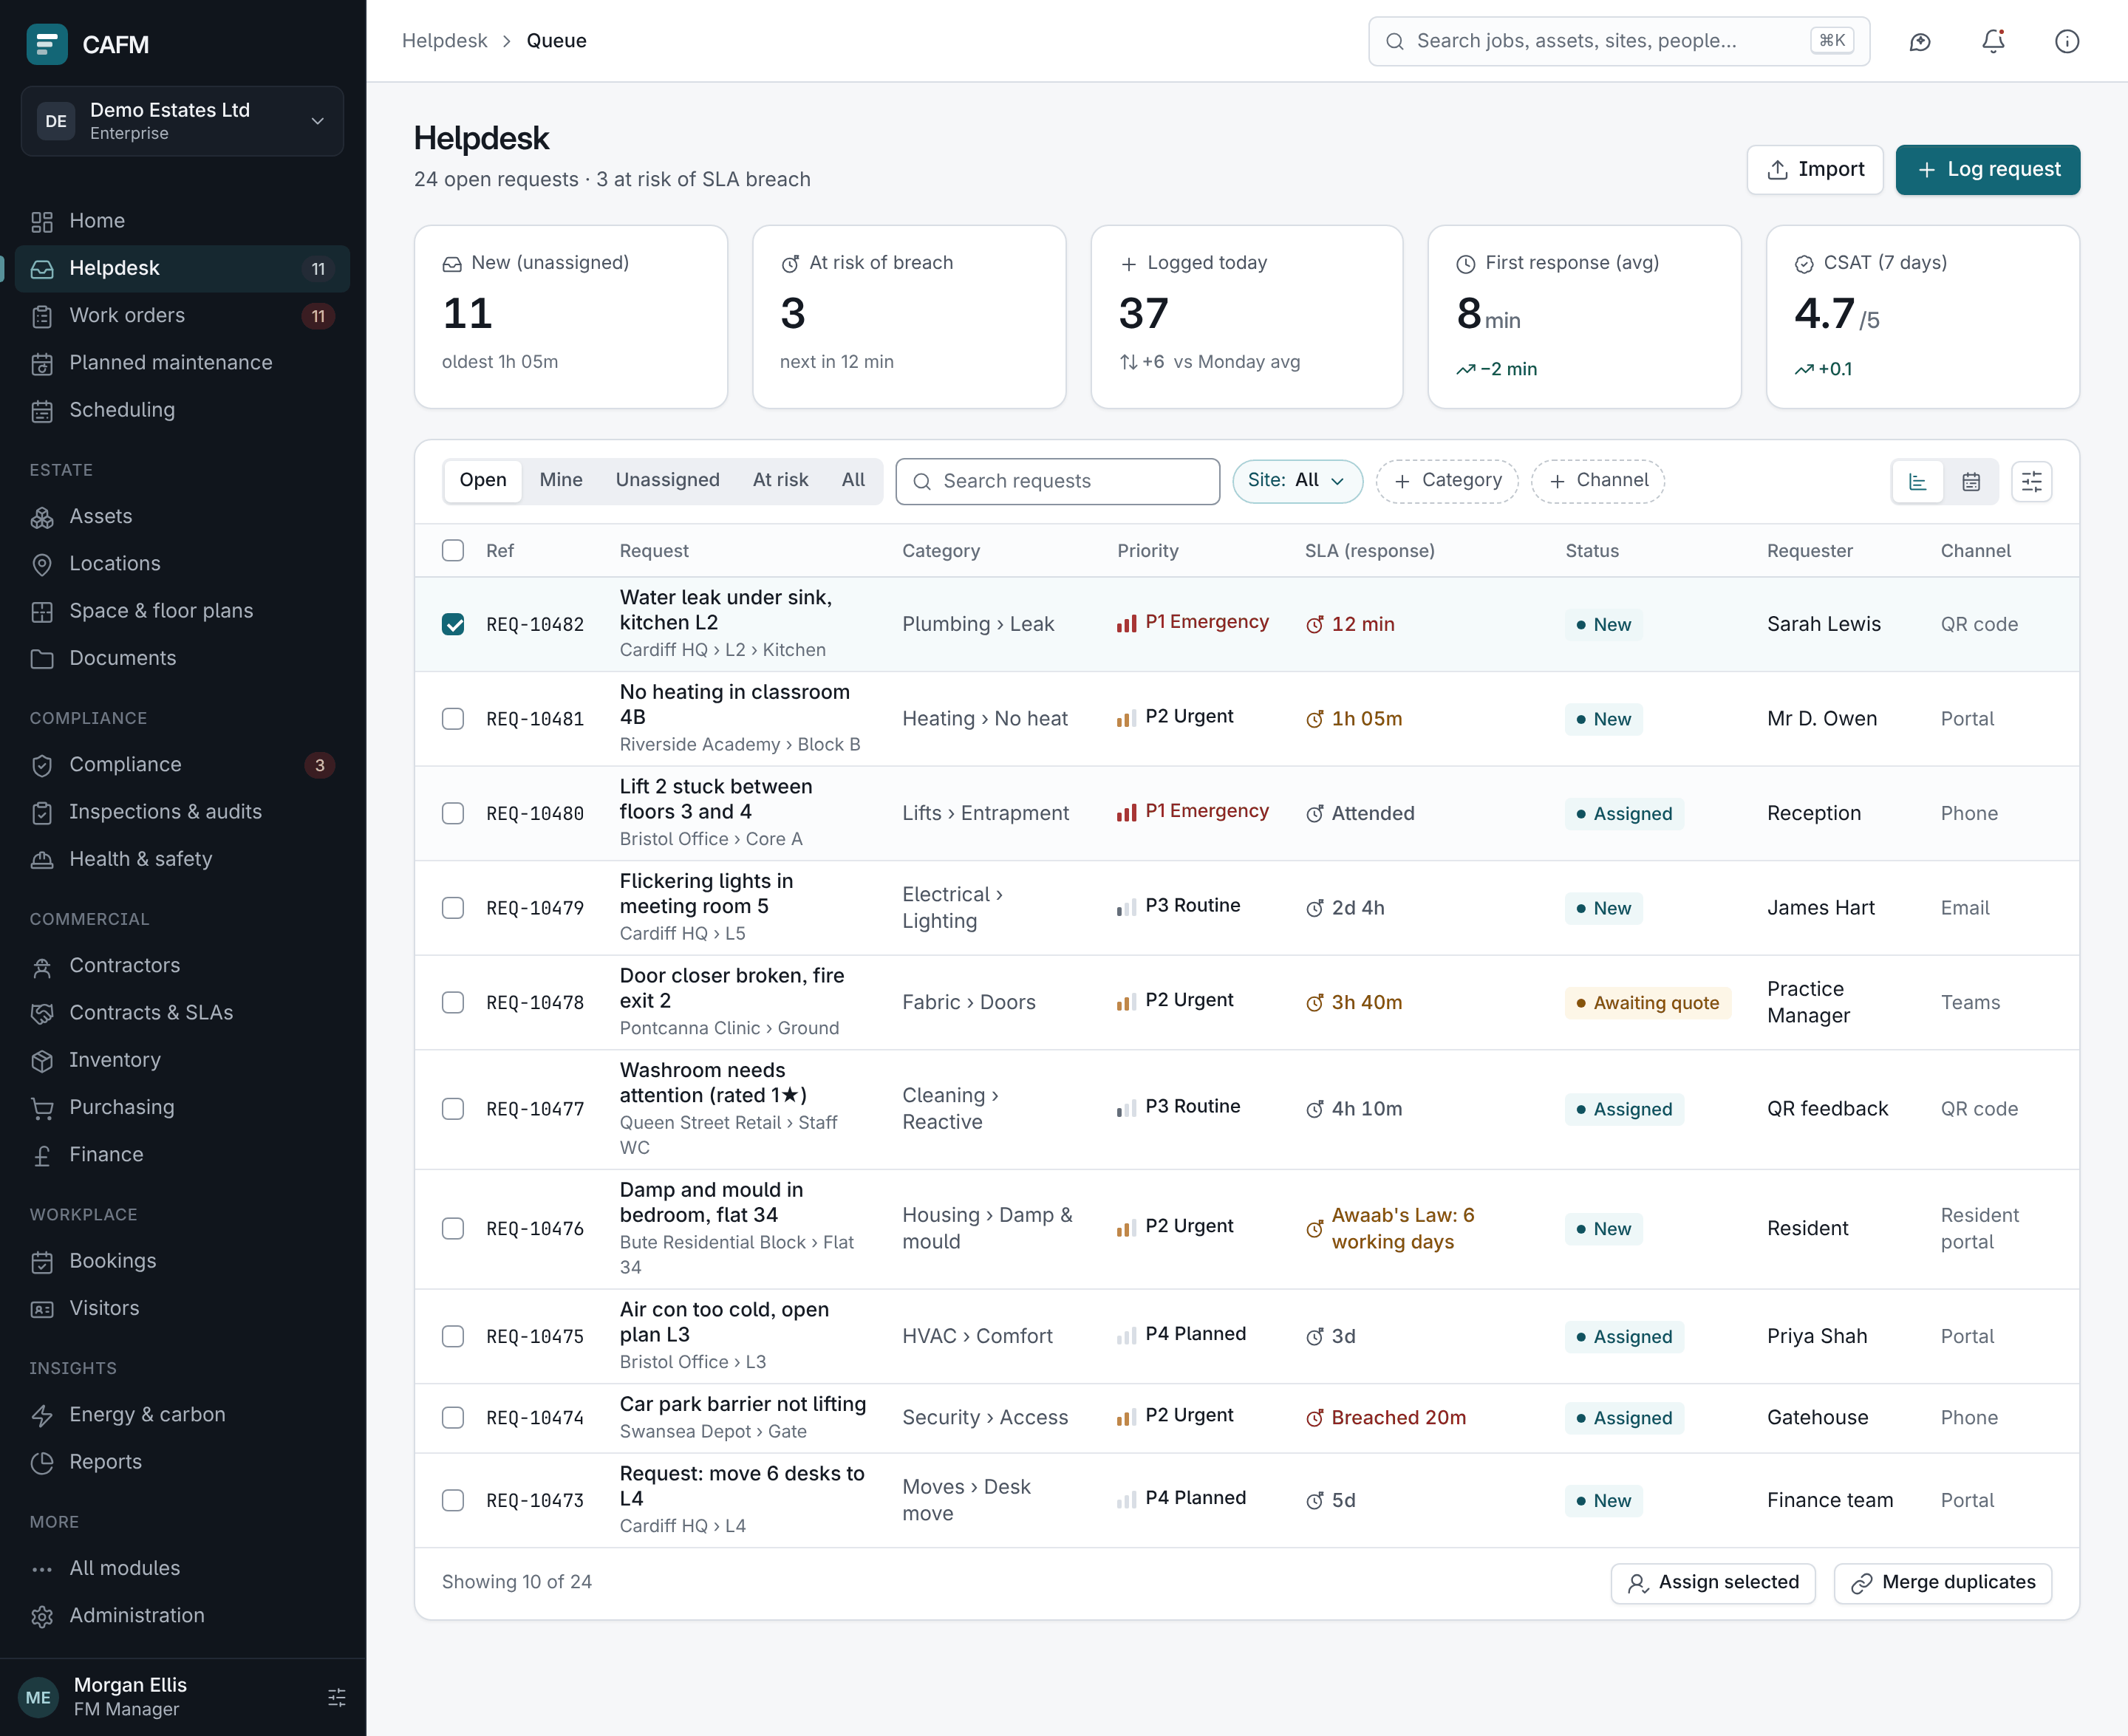 CAFM
DE
Demo Estates Ltd
Enterprise
Home
Helpdesk 11
Work orders 11
Planned maintenance
Scheduling
ESTATE
Assets
Locations
Space & floor plans
Documents
COMPLIANCE
Compliance 3
Inspections & audits
Health & safety
COMMERCIAL
Contractors
Contracts & SLAs
Inventory
Purchasing
Finance
WORKPLACE
Bookings
Visitors
INSIGHTS
Energy & carbon
Reports
MORE
All modules
Administration
ME
Morgan Ellis
FM Manager
Helpdesk › Queue
Search jobs, assets, sites, people... ⌘K
Helpdesk
24 open requests · 3 at risk of SLA breach
Import
Log request
New (unassigned)
11
oldest 1h 05m
At risk of breach
3
next in 12 min
Logged today
37
+6 vs Monday avg
First response (avg)
8 min
−2 min
CSAT (7 days)
4.7 /5
+0.1
Open Mine Unassigned At risk All
Search requests
Site: All
Category
Channel
Ref Request Category Priority SLA (response) Status Requester Channel
REQ-10482
Water leak under sink,
kitchen L2
Cardiff HQ › L2 › Kitchen
Plumbing › Leak
P1 Emergency
12 min
New
Sarah Lewis
QR code
REQ-10481
No heating in classroom
4B
Riverside Academy › Block B
Heating › No heat
P2 Urgent
1h 05m
New
Mr D. Owen
Portal
REQ-10480
Lift 2 stuck between
floors 3 and 4
Bristol Office › Core A
Lifts › Entrapment
P1 Emergency
Attended
Assigned
Reception
Phone
REQ-10479
Flickering lights in
meeting room 5
Cardiff HQ › L5
Electrical ›
Lighting
P3 Routine
2d 4h
New
James Hart
Email
REQ-10478
Door closer broken, fire
exit 2
Pontcanna Clinic › Ground
Fabric › Doors
P2 Urgent
3h 40m
Awaiting quote
Practice
Manager
Teams
REQ-10477
Washroom needs
attention (rated 1★)
Queen Street Retail › Staff
WC
Cleaning ›
Reactive
P3 Routine
4h 10m
Assigned
QR feedback
QR code
REQ-10476
Damp and mould in
bedroom, flat 34
Bute Residential Block › Flat
34
Housing › Damp &
mould
P2 Urgent
Awaab's Law: 6
working days
New
Resident
Resident
portal
REQ-10475
Air con too cold, open
plan L3
Bristol Office › L3
HVAC › Comfort
P4 Planned
3d
Assigned
Priya Shah
Portal
REQ-10474
Car park barrier not lifting
Swansea Depot › Gate
Security › Access
P2 Urgent
Breached 20m
Assigned
Gatehouse
Phone
REQ-10473
Request: move 6 desks to
L4
Cardiff HQ › L4
Moves › Desk
move
P4 Planned
5d
New
Finance team
Portal
Showing 10 of 24
Assign selected
Merge duplicates